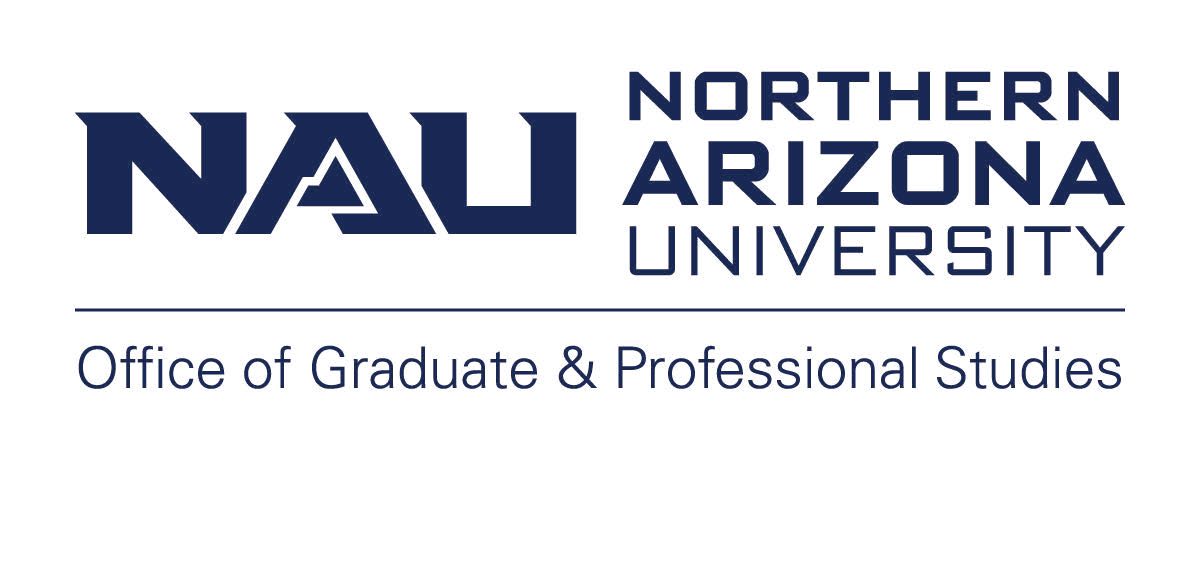 NAU
NORTHERN
ARIZONA
UNIVERSITY
Office of Graduate & Professional Studies